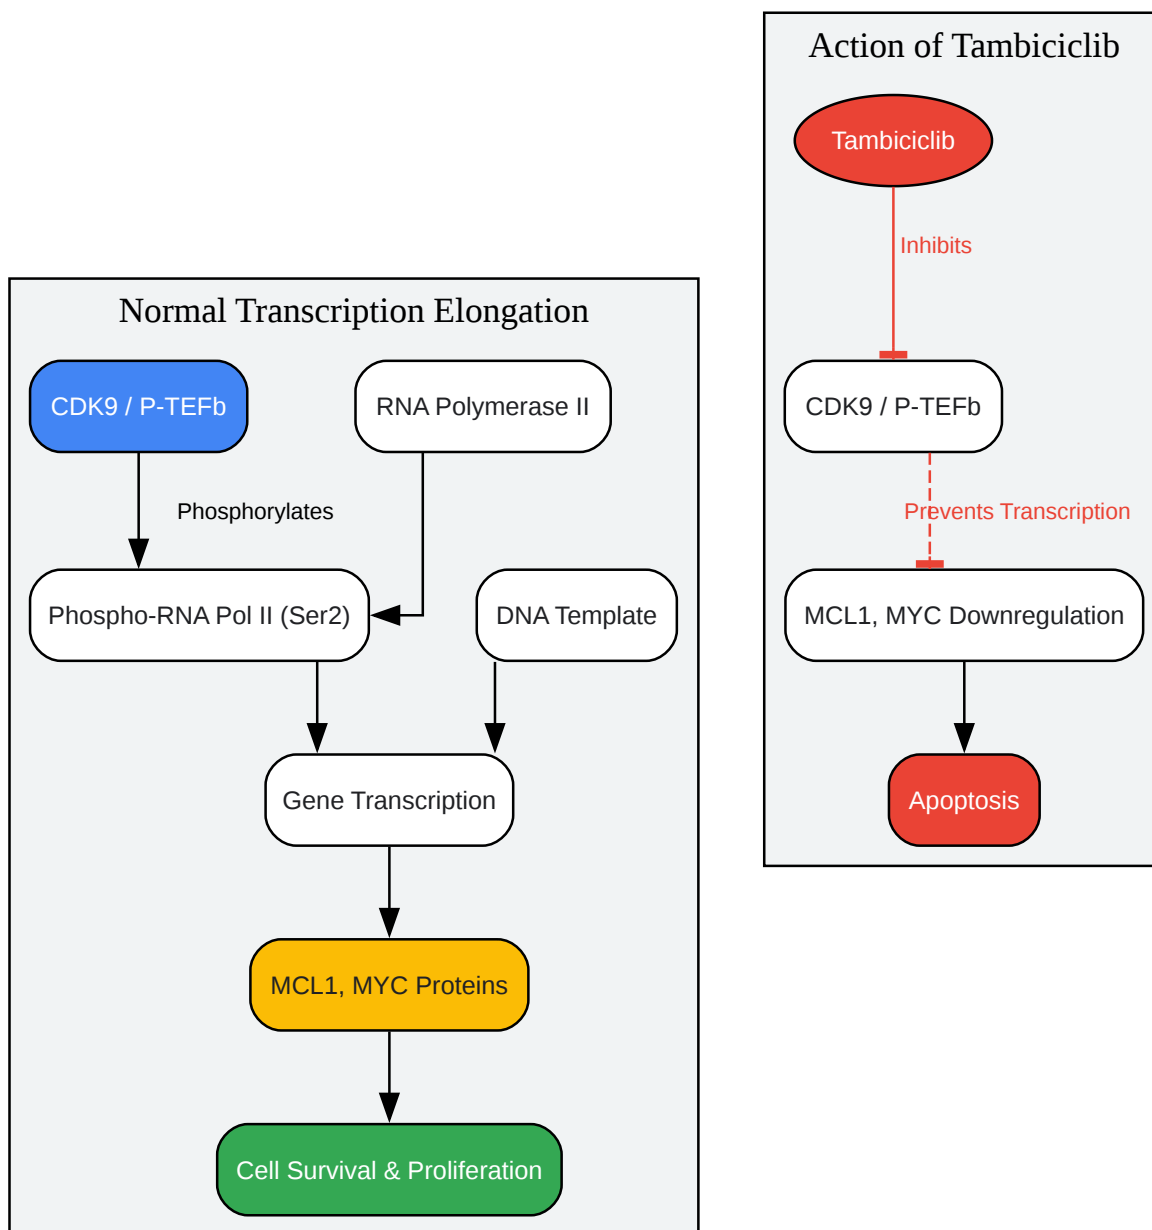 Normal Transcription Elongation
CDK9 / P-TEFb
RNA Polymerase II
Phosphorylates
Phospho-RNA Pol II (Ser2)
DNA Template
Gene Transcription
MCL1, MYC Proteins
Cell Survival & Proliferation
Action of Tambiciclib
Tambiciclib
Inhibits
CDK9 / P-TEFb
Prevents Transcription
MCL1, MYC Downregulation
Apoptosis